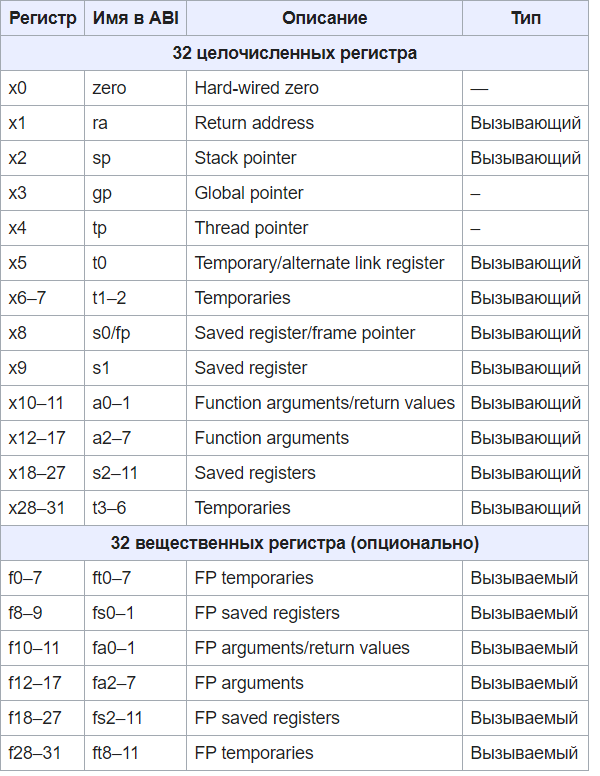 Регистр Имя в ABI Описание Тип
32 целочисленных регистра
x0 zero Hard-wired zero —
x1 ra Return address Вызывающий
x2 sp Stack pointer Вызывающий
x3 gp Global pointer –
x4 tp Thread pointer –
x5 t0 Temporary/alternate link register Вызывающий
x6–7 t1–2 Temporaries Вызывающий
x8 s0/fp Saved register/frame pointer Вызывающий
x9 s1 Saved register Вызывающий
x10–11 a0–1 Function arguments/return values Вызывающий
x12–17 a2–7 Function arguments Вызывающий
x18–27 s2–11 Saved registers Вызывающий
x28–31 t3–6 Temporaries Вызывающий
32 вещественных регистра (опционально)
f0–7 ft0–7 FP temporaries Вызываемый
f8–9 fs0–1 FP saved registers Вызываемый
f10–11 fa0–1 FP arguments/return values Вызываемый
f12–17 fa2–7 FP arguments Вызываемый
f18–27 fs2–11 FP saved registers Вызываемый
f28–31 ft8–11 FP temporaries Вызываемый